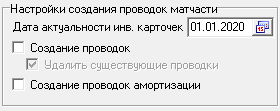 Настройки создания проводок матчасти
Дата актуальности инв. карточек 01.01.2020
Создание проводок
Удалить существующие проводки
Создание проводок амортизации